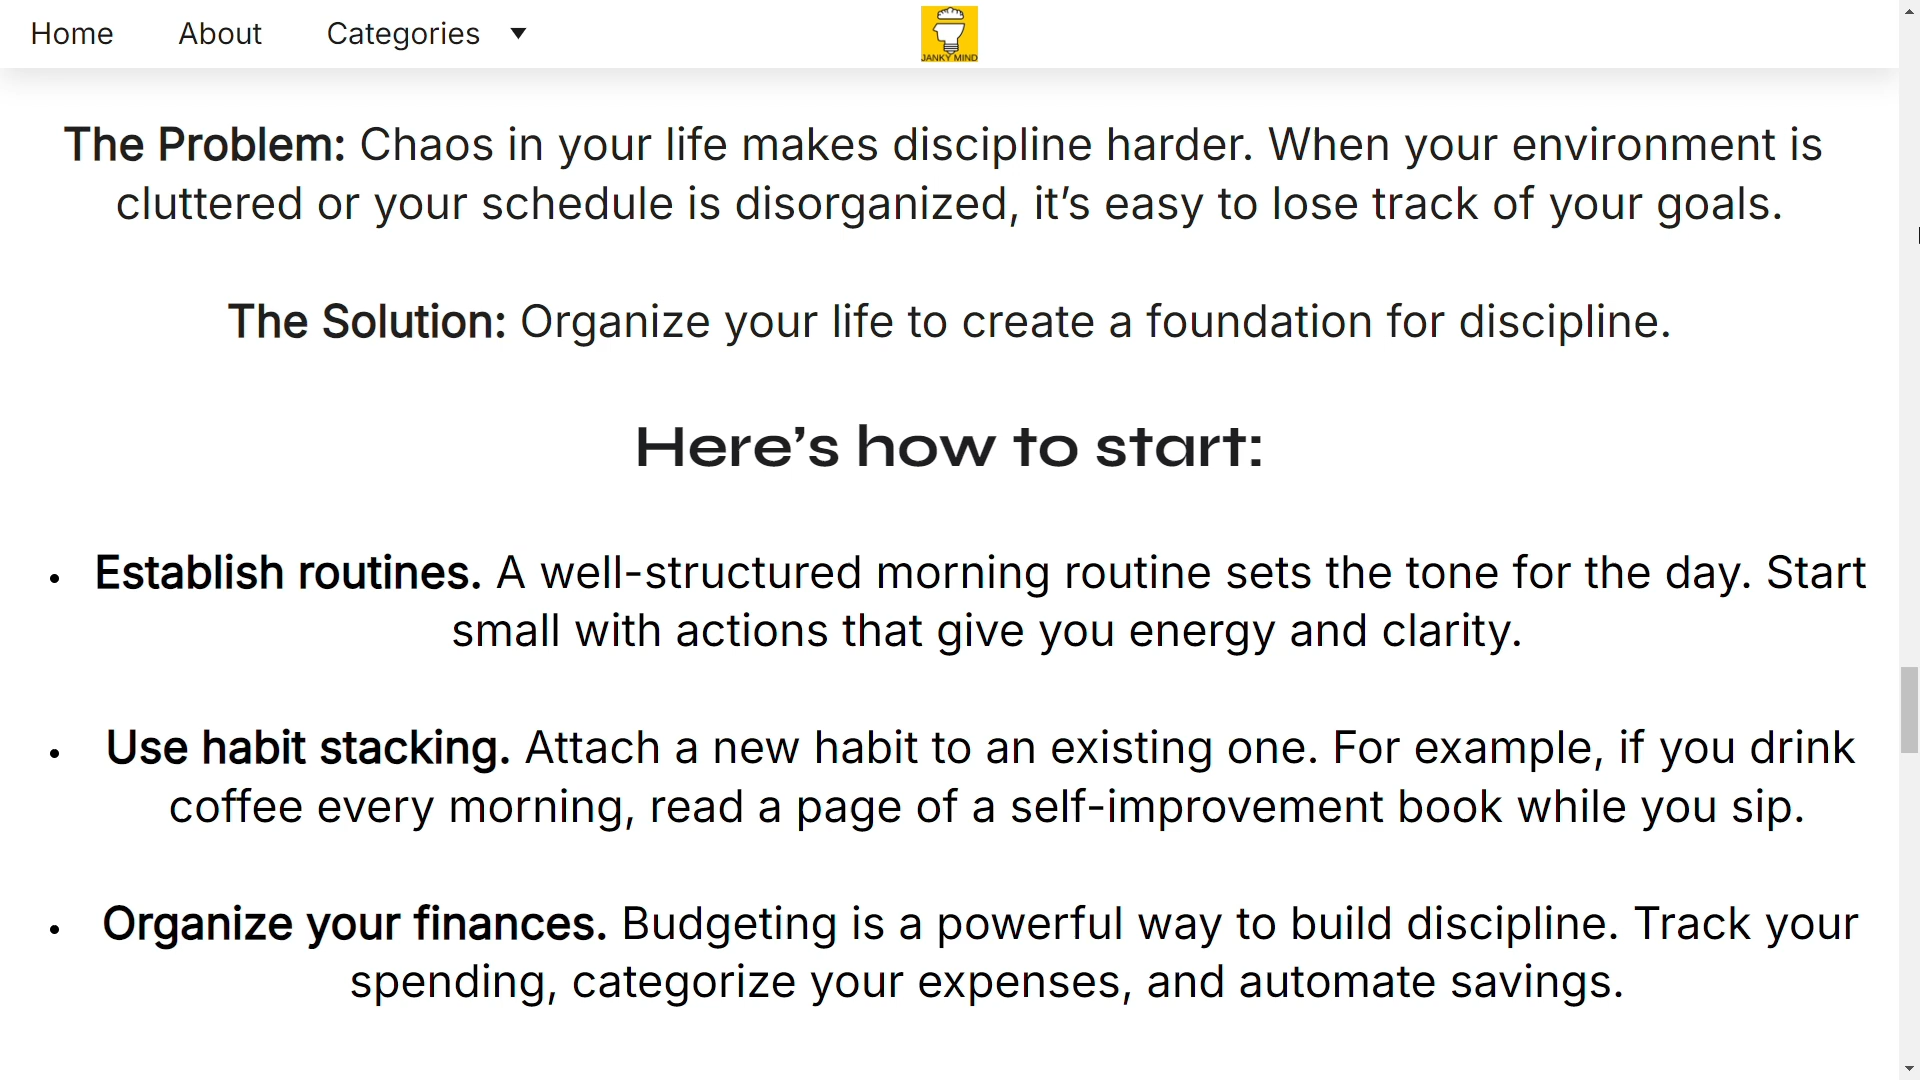 Home About Categories ▼
JANKY MIND
The Problem: Chaos in your life makes discipline harder. When your environment is
cluttered or your schedule is disorganized, it’s easy to lose track of your goals.
The Solution: Organize your life to create a foundation for discipline.
Here’s how to start:
• Establish routines. A well-structured morning routine sets the tone for the day. Start
small with actions that give you energy and clarity.
• Use habit stacking. Attach a new habit to an existing one. For example, if you drink
coffee every morning, read a page of a self-improvement book while you sip.
• Organize your finances. Budgeting is a powerful way to build discipline. Track your
spending, categorize your expenses, and automate savings.